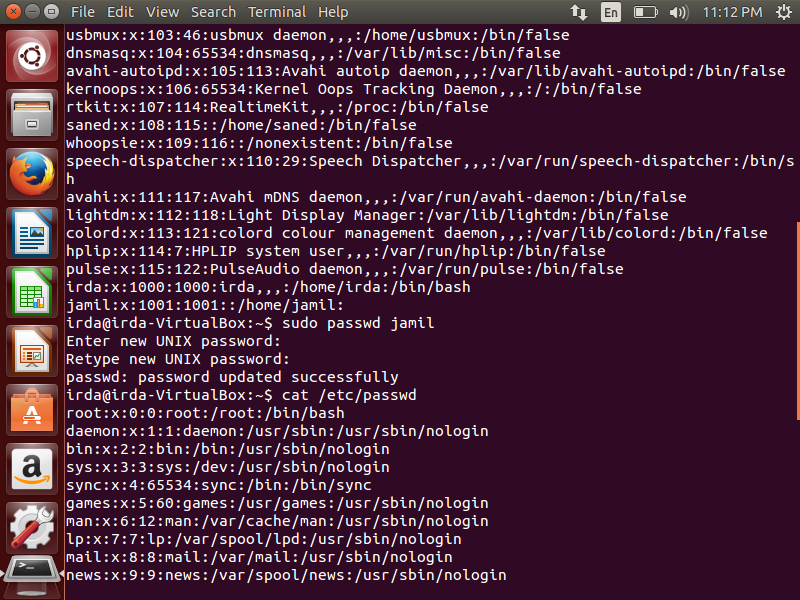 File Edit View Search Terminal Help En 11:12 PM
usbmux:x:103:46:usbmux daemon,,,:/home/usbmux:/bin/false
dnsmasq:x:104:65534:dnsmasq,,,:/var/lib/misc:/bin/false
avahi-autoipd:x:105:113:Avahi autoip daemon,,,:/var/lib/avahi-autoipd:/bin/false
kernoops:x:106:65534:Kernel Oops Tracking Daemon,,,:/:/bin/false
rtkit:x:107:114:RealtimeKit,,,:/proc:/bin/false
saned:x:108:115::/home/saned:/bin/false
whoopsie:x:109:116::/nonexistent:/bin/false
speech-dispatcher:x:110:29:Speech Dispatcher,,,:/var/run/speech-dispatcher:/bin/s
h
avahi:x:111:117:Avahi mDNS daemon,,,:/var/run/avahi-daemon:/bin/false
lightdm:x:112:118:Light Display Manager:/var/lib/lightdm:/bin/false
colord:x:113:121:colord colour management daemon,,,:/var/lib/colord:/bin/false
hplip:x:114:7:HPLIP system user,,,:/var/run/hplip:/bin/false
pulse:x:115:122:PulseAudio daemon,,,:/var/run/pulse:/bin/false
irda:x:1000:1000:irda,,,:/home/irda:/bin/bash
jamil:x:1001:1001::/home/jamil:
irda@irda-VirtualBox:~$ sudo passwd jamil
Enter new UNIX password:
Retype new UNIX password:
passwd: password updated successfully
irda@irda-VirtualBox:~$ cat /etc/passwd
root:x:0:0:root:/root:/bin/bash
daemon:x:1:1:daemon:/usr/sbin:/usr/sbin/nologin
bin:x:2:2:bin:/bin:/usr/sbin/nologin
sys:x:3:3:sys:/dev:/usr/sbin/nologin
sync:x:4:65534:sync:/bin:/bin/sync
games:x:5:60:games:/usr/games:/usr/sbin/nologin
man:x:6:12:man:/var/cache/man:/usr/sbin/nologin
lp:x:7:7:lp:/var/spool/lpd:/usr/sbin/nologin
mail:x:8:8:mail:/var/mail:/usr/sbin/nologin
news:x:9:9:news:/var/spool/news:/usr/sbin/nologin